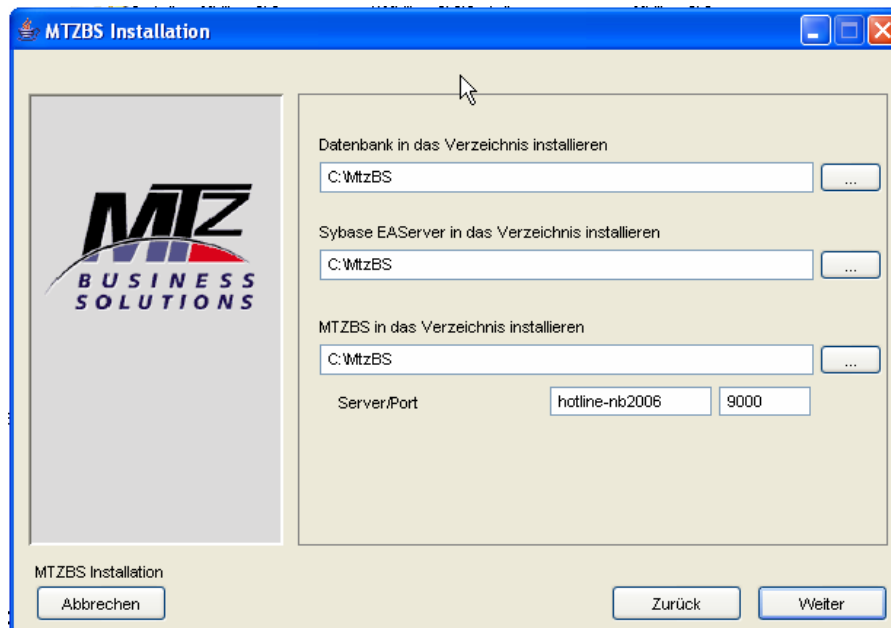 MTZBS Installation
MTZ
BUSINESS
SOLUTIONS
Datenbank in das Verzeichnis installieren
C:\MtzBS
...
Sybase EAServer in das Verzeichnis installieren
C:\MtzBS
...
MTZBS in das Verzeichnis installieren
C:\MtzBS
...
Server/Port
hotline-nb2006
9000
MTZBS Installation
Abbrechen
Zurück
Weiter